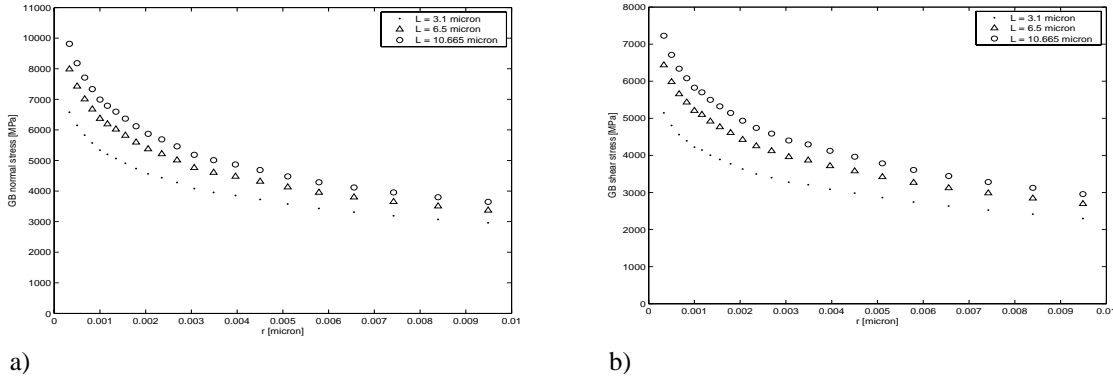 11000
10000
9000
8000
7000
6000
5000
4000
3000
2000
1000
0
GB normal stress [MPa]
L = 3.1 micron
L = 6.5 micron
L = 10.665 micron
0 0.001 0.002 0.003 0.004 0.005 0.006 0.007 0.008 0.009 0.01
r [micron]
a)
8000
7000
6000
5000
4000
3000
2000
1000
0
GB shear stress [MPa]
L = 3.1 micron
L = 6.5 micron
L = 10.665 micron
0 0.001 0.002 0.003 0.004 0.005 0.006 0.007 0.008 0.009 0.01
r [micron]
b)